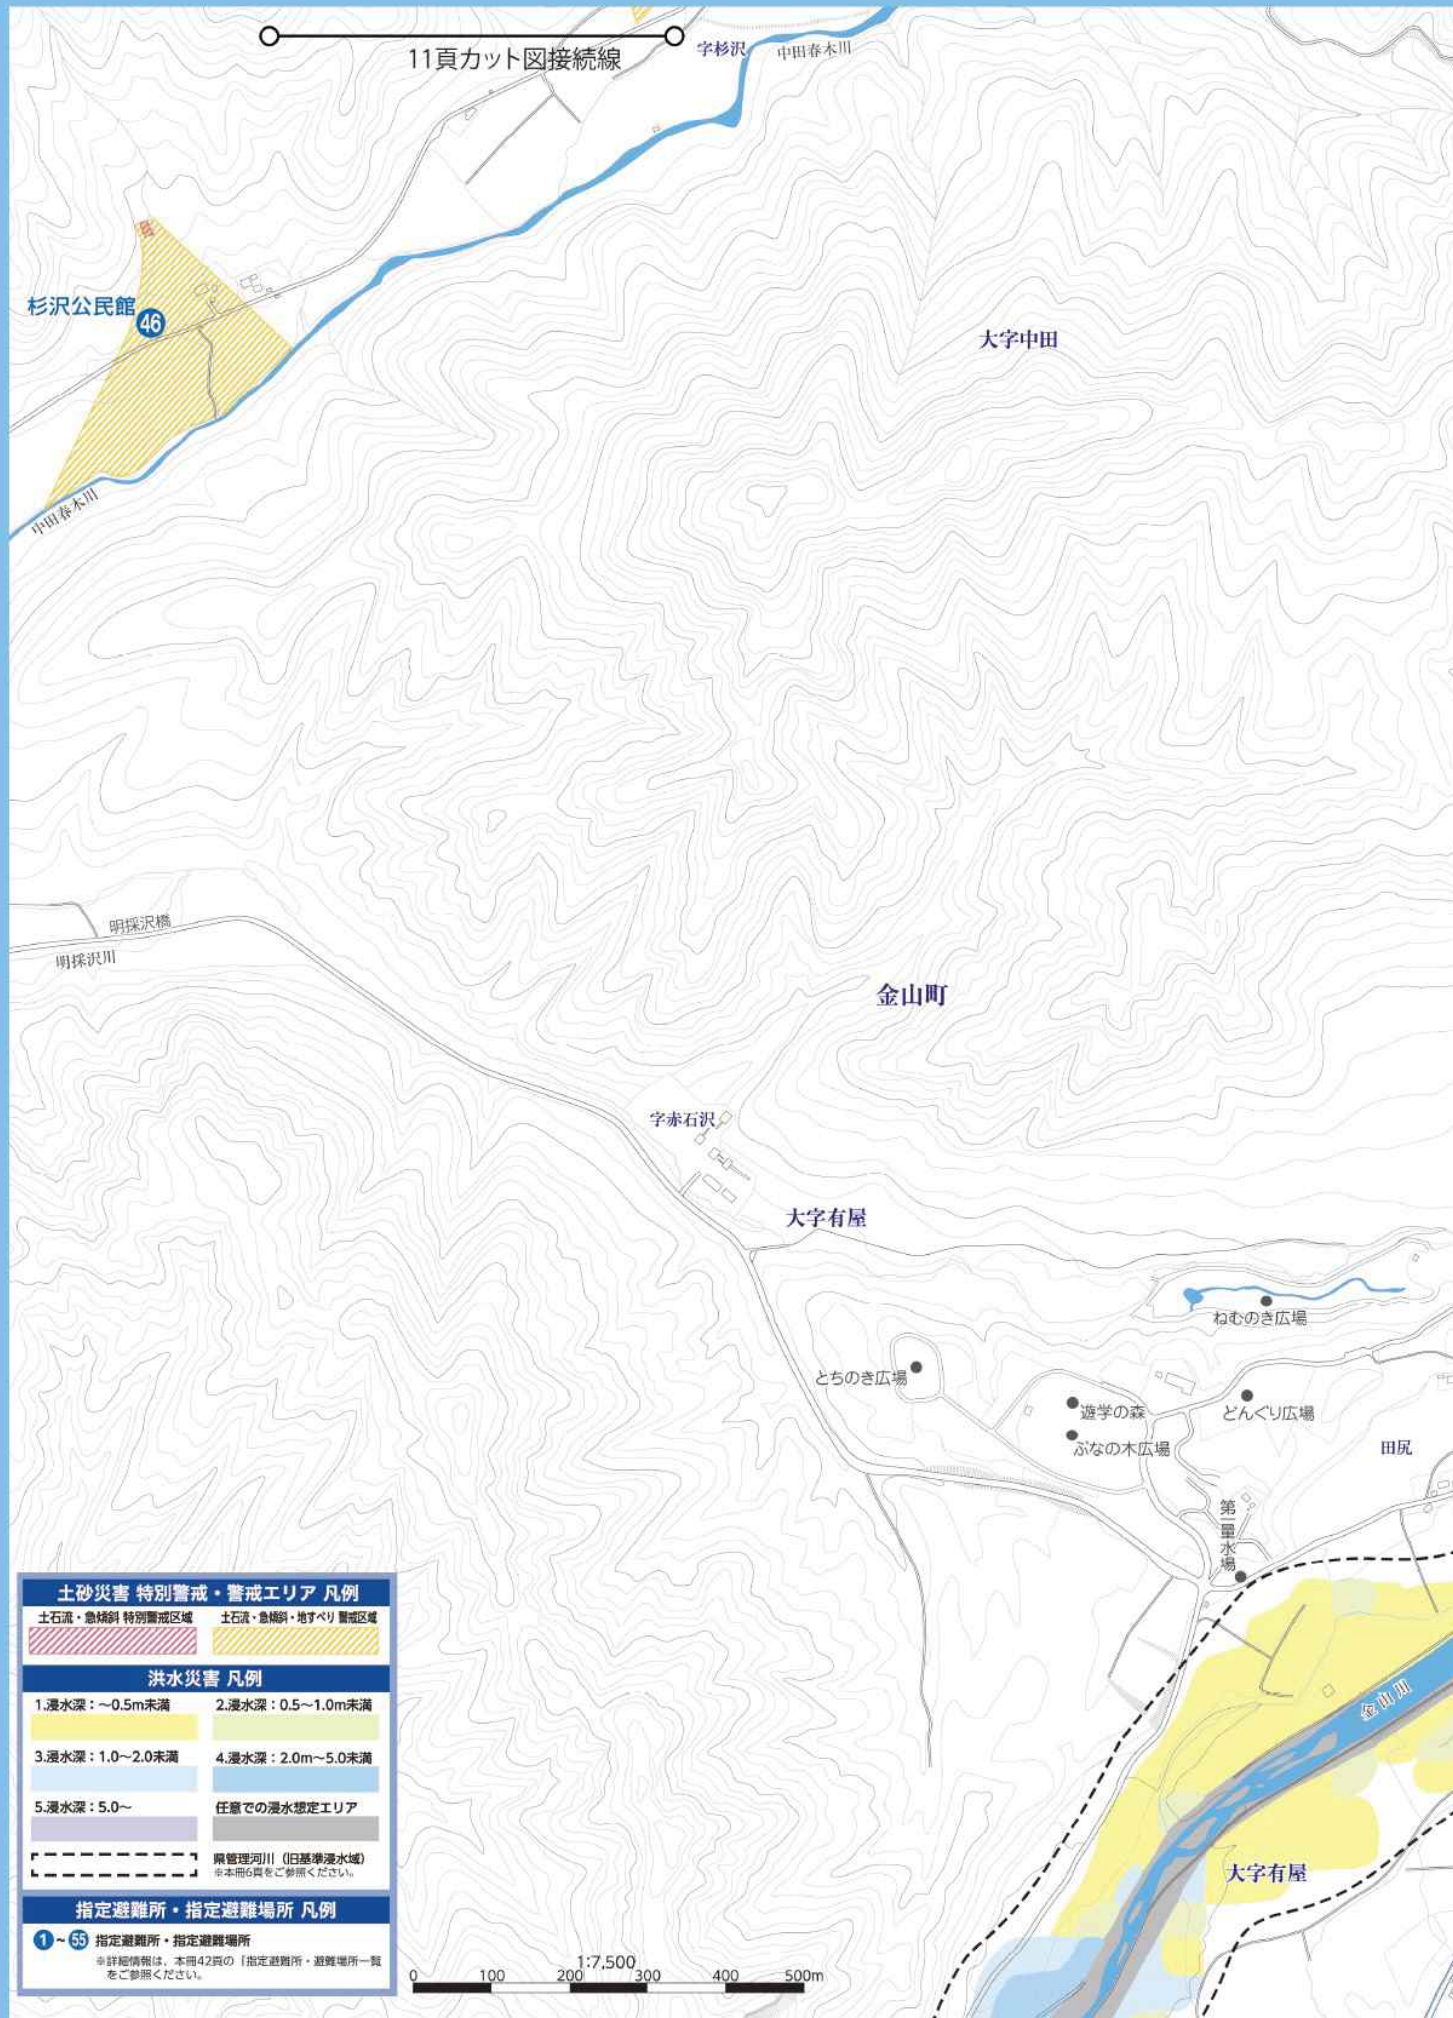 11頁カット図接続線
字杉沢
中田春木川
杉沢公民館
46
大字中田
中田春木川
明採沢橋
明採沢川
金山町
字赤石沢
大字有屋
ねむのき広場
とちのき広場
遊学の森
どんぐり広場
ぶなの木広場
田尻
第一量水場
金山川
大字有屋
土砂災害 特別警戒・警戒エリア 凡例
土石流・急傾斜 特別警戒区域
土石流・急傾斜・地すべり 警戒区域
洪水災害 凡例
1.浸水深：～0.5m未満
2.浸水深：0.5～1.0m未満
3.浸水深：1.0～2.0未満
4.浸水深：2.0m～5.0未満
5.浸水深：5.0～
任意での浸水想定エリア
県管理河川（旧基準浸水域）
※本冊6頁をご参照ください。
指定避難所・指定避難場所 凡例
1～55 指定避難所・指定避難場所
※詳細情報は、本冊42頁の「指定避難所・避難場所一覧
をご参照ください。
1:7,500
0 100 200 300 400 500m